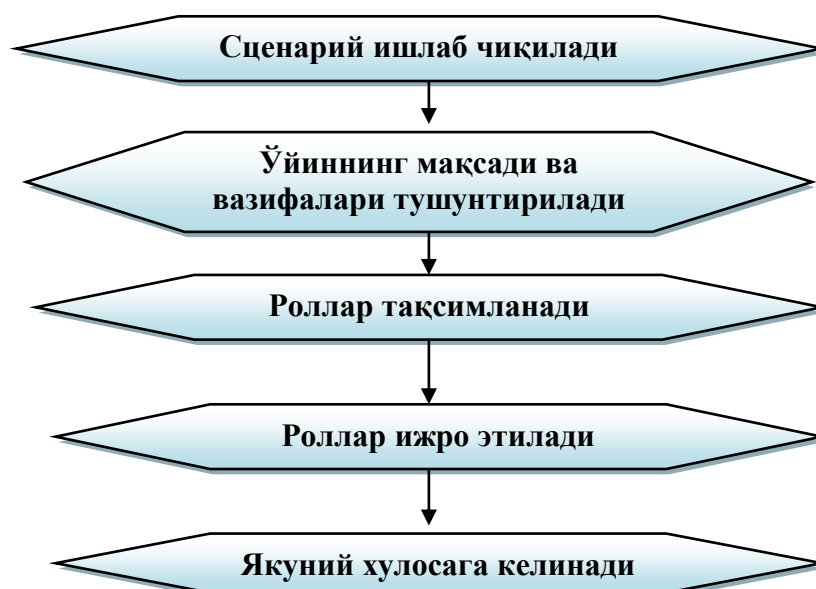 Сценарий ишлаб чиқилади
Ўйиннинг мақсади ва
вазифалари тушунтирилади
Роллар тақсимланади
Роллар ижро этилади
Якуний хулосага келинади